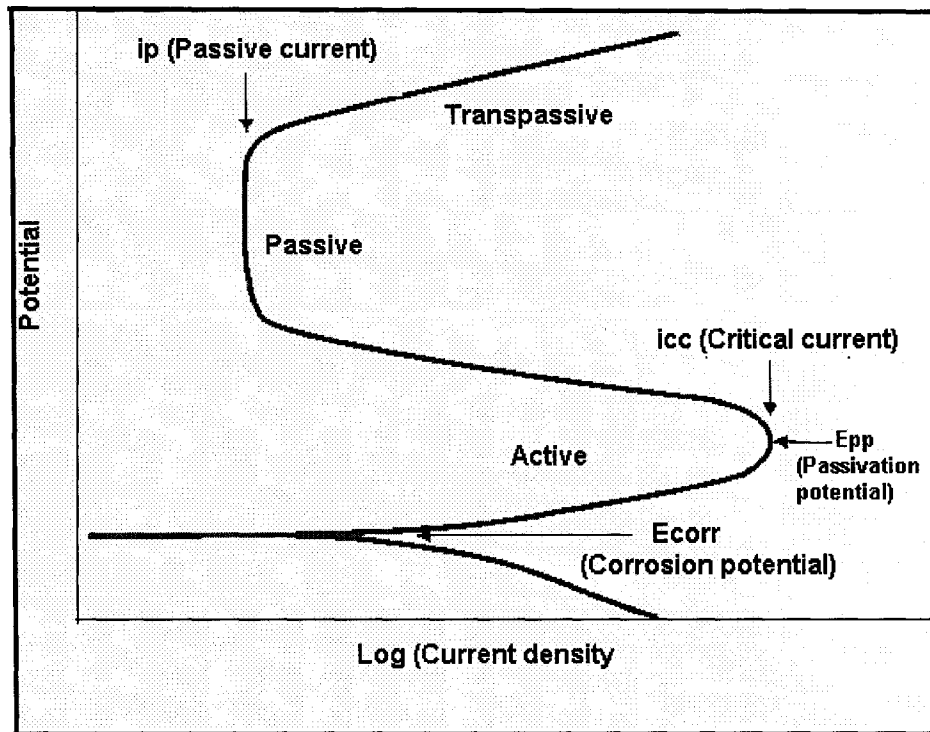 ip (Passive current)
Transpassive
Passive
Potential
icc (Critical current)
Epp
(Passivation
potential)
Active
Ecorr
(Corrosion potential)
Log (Current density